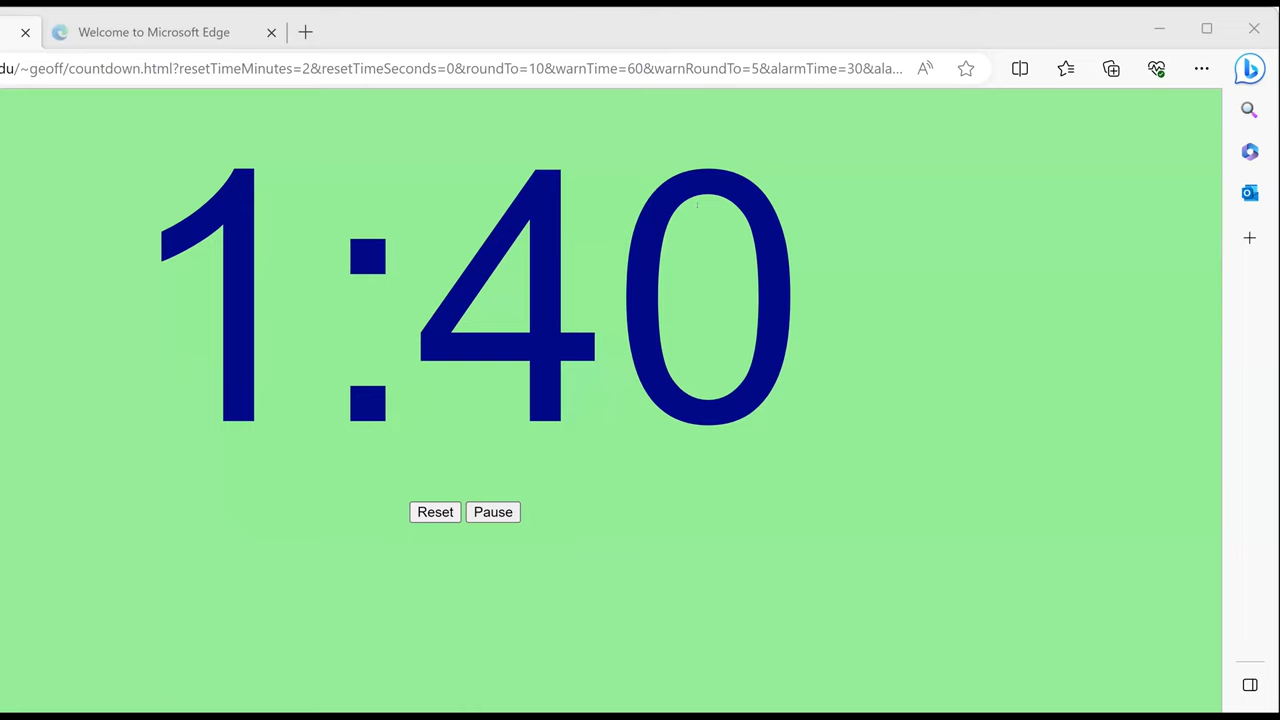 Welcome to Microsoft Edge
du/~geoff/countdown.html?resetTimeMinutes=2&resetTimeSeconds=0&roundTo=10&warnTime=60&warnRoundTo=5&alarmTime=30&ala...
1:40
Reset Pause